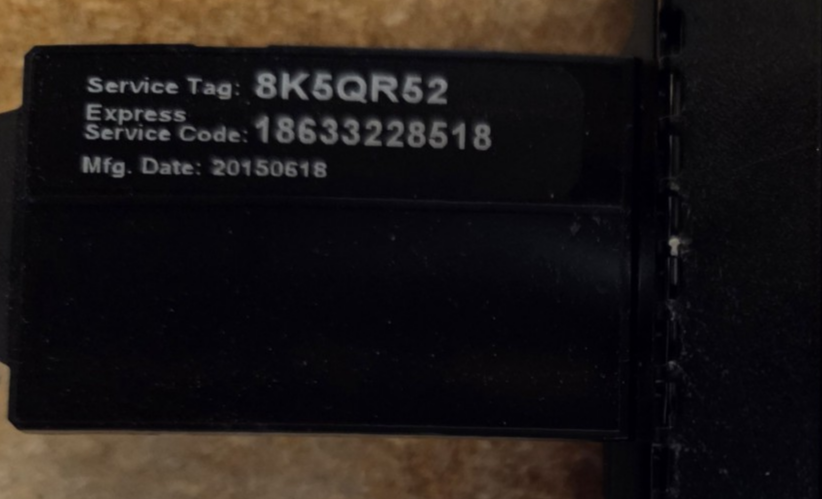 Service Tag: 8K5QR52
Express
Service Code: 18633228518
Mfg. Date: 20150618